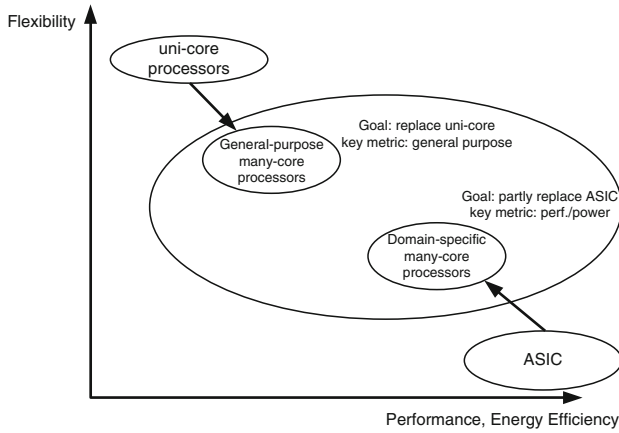 Flexibility
uni-core
processors
Goal: replace uni-core
key metric: general purpose
General-purpose
many-core
processors
Goal: partly replace ASIC
key metric: perf./power
Domain-specific
many-core
processors
ASIC
Performance, Energy Efficiency